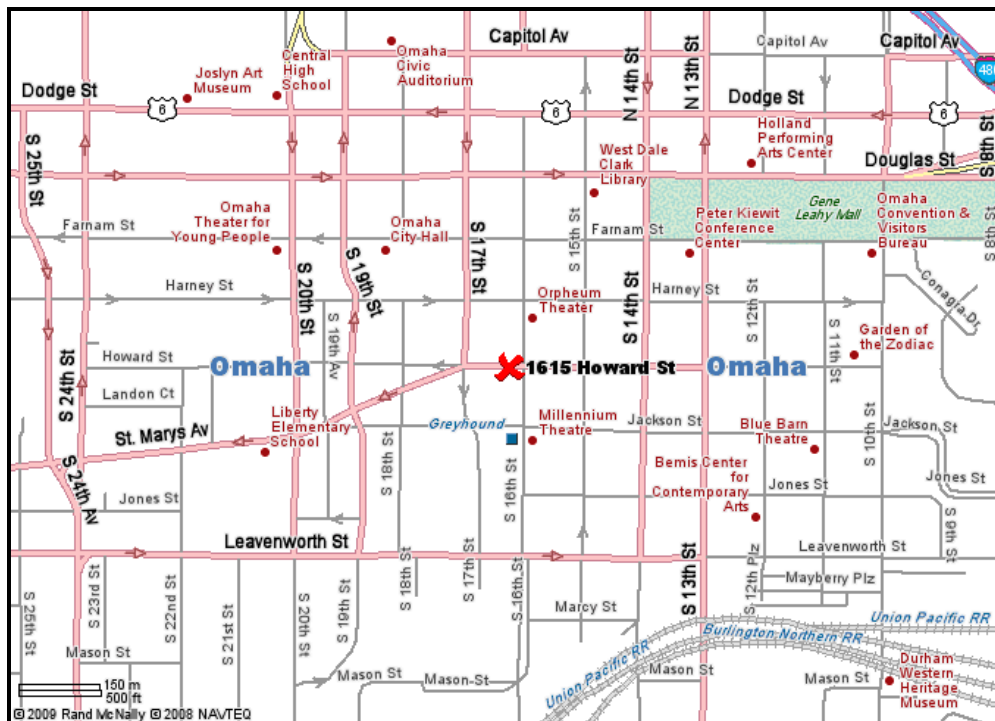 Capitol Av
Capitol Av
Capitol Av
480
Central
High
School
Omaha
Civic
Auditorium
Joslyn Art
Museum
N 14th St
N 13th St
Dodge St
6
6
Dodge St
6
Holland
Performing
Arts Center
S 8th St
S 25th St
West Dale
Clark
Library
Douglas St
Gene
Leahy Mall
Omaha
Convention &
Visitors
Bureau
Omaha
Theater for
Young-People
Omaha
City Hall
Peter Kiewit
Conference
Center
Farnam St
Farnam St
S 15th St
S 8th St
S 17th St
S 19th St
S 20th St
S 14th St
Conagra Dr
Harney St
Harney St
Orpheum
Theater
S 12th St
S 11th St
S 19th Av
Garden of
the Zodiac
Howard St
Omaha
1615 Howard St
Omaha
S 24th St
Landon Ct
Liberty
Elementary
School
Greyhound
Millennium
Theatre
Jackson St
Jackson St
Blue Barn
Theatre
S 10th St
St. Marys Av
S 18th St
S 24th Av
S 16th St
Bemis Center
for
Contemporary
Arts
Jones St
Jones St
Jones St
S 9th St
Leavenworth St
Leavenworth St
S 25th St
S 23rd St
S 22nd St
S 21st St
S 20th St
S 19th St
S 18th St
S 17th St
S 16th St
S 13th St
S 12th Plz
Mayberry Plz
Marcy St
Union Pacific RR
Burlington Northern RR
Union Pacific RR
Mason St
Mason St
Mason-St
Mason St
Mason St
Durham
Western
Heritage
Museum
150 m
500 ft
© 2009 Rand McNally © 2008 NAVTEQ